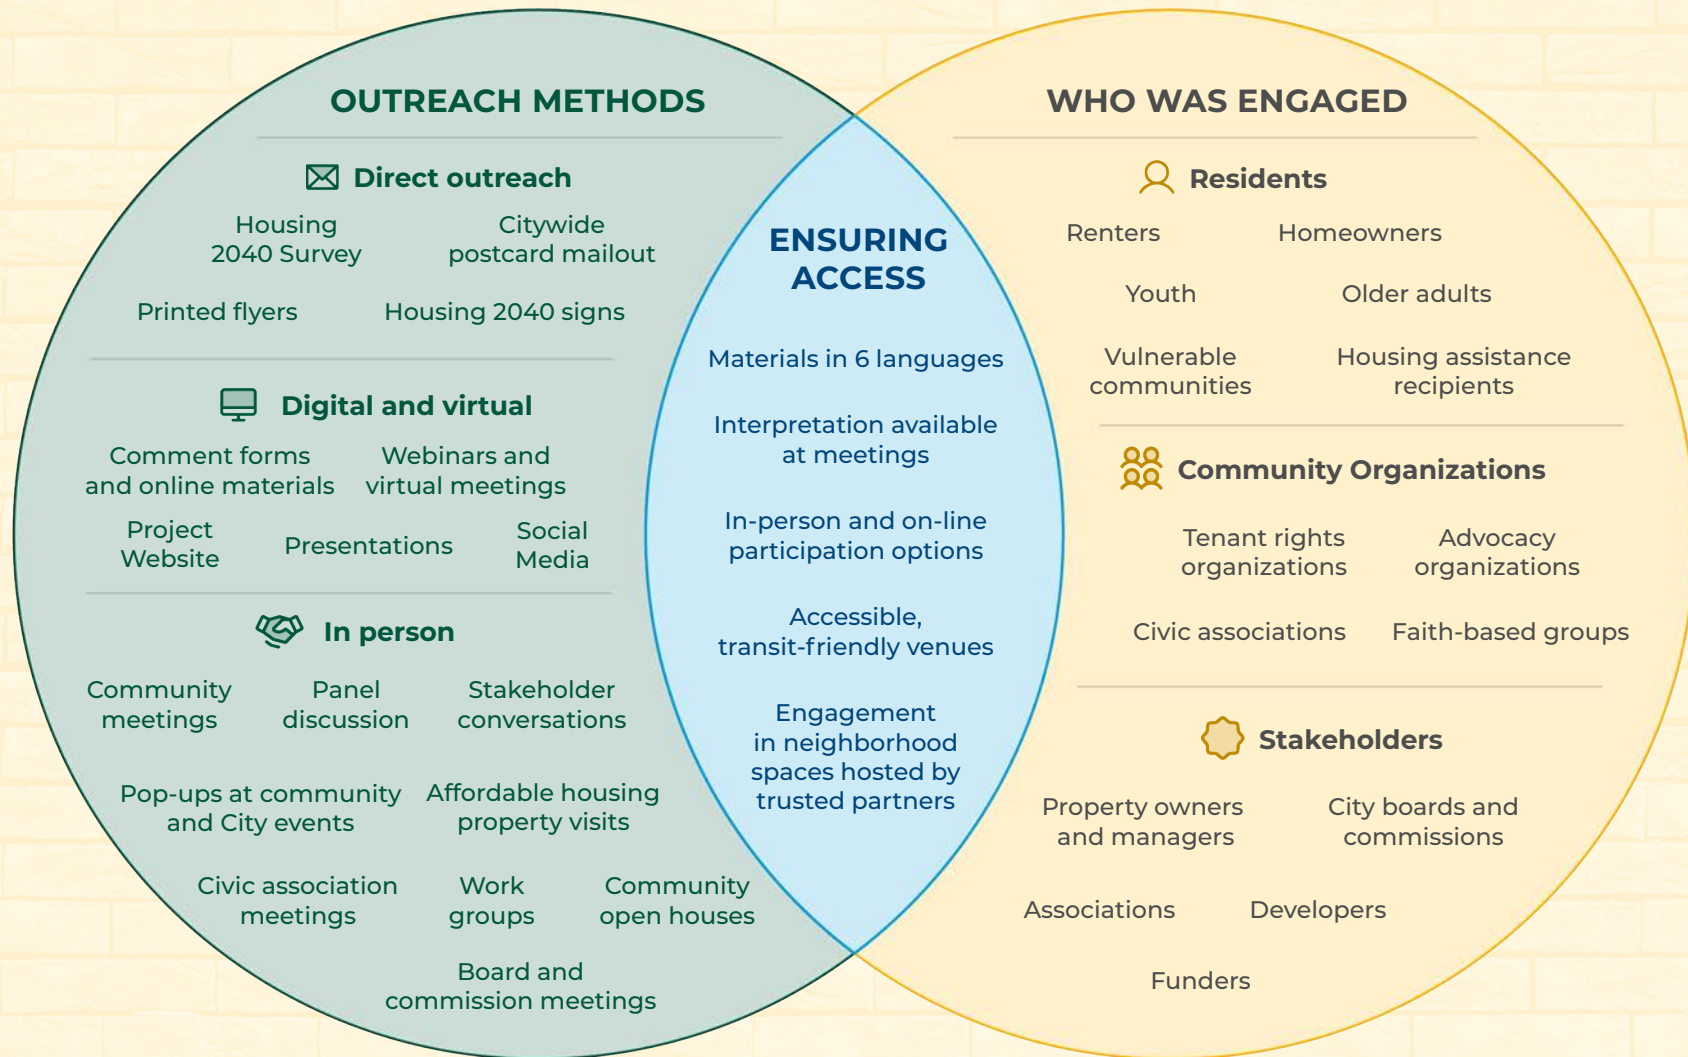 OUTREACH METHODS
Direct outreach
Housing
2040 Survey
Citywide
postcard mailout
Printed flyers
Housing 2040 signs
Digital and virtual
Comment forms
and online materials
Webinars and
virtual meetings
Project
Website
Presentations
Social
Media
In person
Community
meetings
Panel
discussion
Stakeholder
conversations
Pop-ups at community
and City events
Affordable housing
property visits
Civic association
meetings
Work
groups
Community
open houses
Board and
commission meetings
ENSURING
ACCESS
Materials in 6 languages
Interpretation available
at meetings
In-person and on-line
participation options
Accessible,
transit-friendly venues
Engagement
in neighborhood
spaces hosted by
trusted partners
WHO WAS ENGAGED
Residents
Renters
Homeowners
Youth
Older adults
Vulnerable
communities
Housing assistance
recipients
Community Organizations
Tenant rights
organizations
Advocacy
organizations
Civic associations
Faith-based groups
Stakeholders
Property owners
and managers
City boards and
commissions
Associations
Developers
Funders